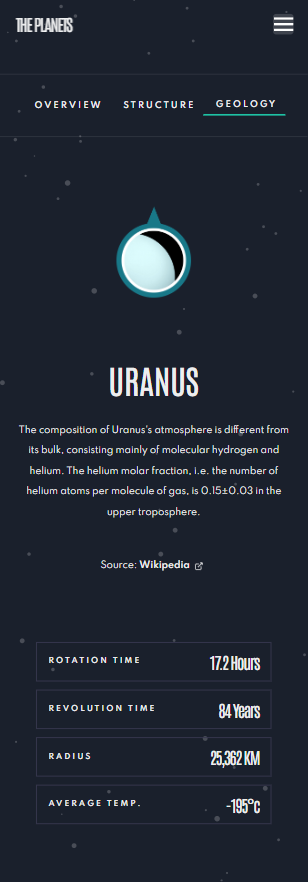 THE PLANETS
OVERVIEW STRUCTURE GEOLOGY
URANUS
The composition of Uranus's atmosphere is different from
its bulk, consisting mainly of molecular hydrogen and
helium. The helium molar fraction, i.e. the number of
helium atoms per molecule of gas, is 0.15±0.03 in the
upper troposphere.
Source: Wikipedia
ROTATION TIME 17.2 Hours
REVOLUTION TIME 84 Years
RADIUS 25,362 KM
AVERAGE TEMP. -195°c